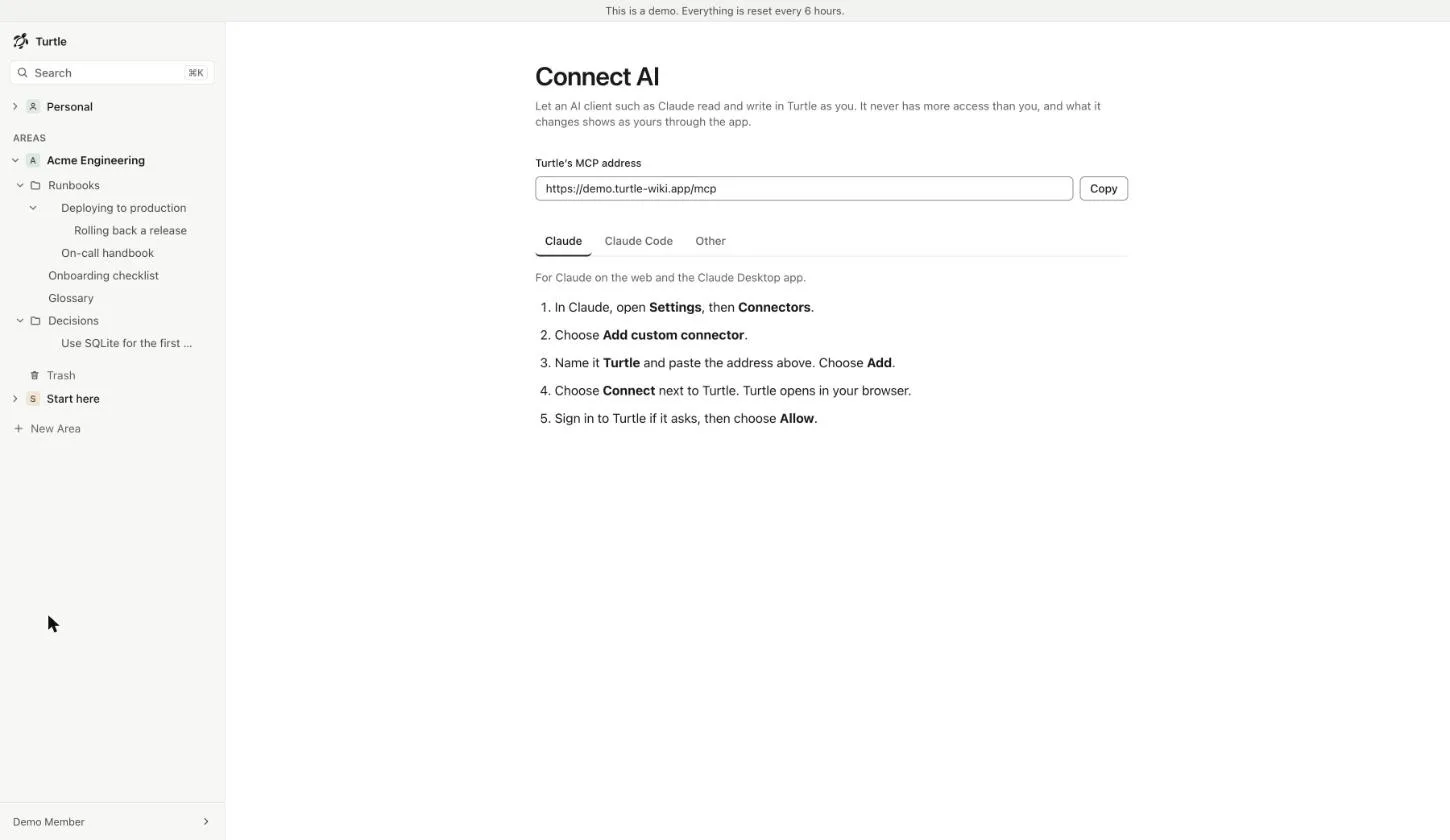 This is a demo. Everything is reset every 6 hours.
Turtle
Search ⌘K
Personal
AREAS
A Acme Engineering
Runbooks
Deploying to production
Rolling back a release
On-call handbook
Onboarding checklist
Glossary
Decisions
Use SQLite for the first ...
Trash
S Start here
New Area
Demo Member
Connect AI
Let an AI client such as Claude read and write in Turtle as you. It never has more access than you, and what it
changes shows as yours through the app.
Turtle's MCP address
https://demo.turtle-wiki.app/mcp Copy
Claude Claude Code Other
For Claude on the web and the Claude Desktop app.
1. In Claude, open Settings, then Connectors.
2. Choose Add custom connector.
3. Name it Turtle and paste the address above. Choose Add.
4. Choose Connect next to Turtle. Turtle opens in your browser.
5. Sign in to Turtle if it asks, then choose Allow.